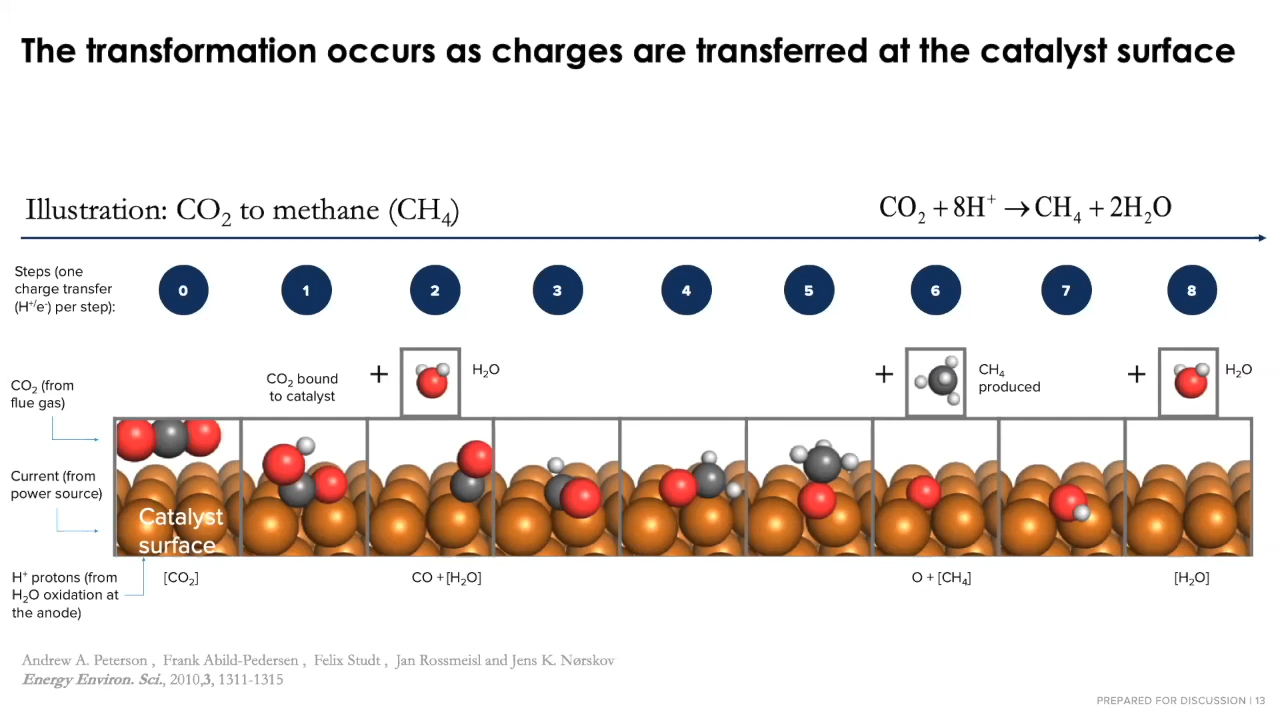 The transformation occurs as charges are transferred at the catalyst surface
Illustration: CO₂ to methane (CH₄)
CO₂ + 8H⁺ → CH₄ + 2H₂O
Steps (one
charge transfer
(H⁺/e⁻) per step):
0
1
2
3
4
5
6
7
8
CO₂ (from
flue gas)
CO₂ bound
to catalyst
+
H₂O
+
CH₄
produced
+
H₂O
Current (from
power source)
Catalyst
surface
H⁺ protons (from
H₂O oxidation at
the anode)
[CO₂]
CO + [H₂O]
O + [CH₄]
[H₂O]
Andrew A. Peterson , Frank Abild-Pedersen , Felix Studt , Jan Rossmeisl and Jens K. Nørskov
Energy Environ. Sci., 2010,3, 1311-1315
PREPARED FOR DISCUSSION | 13